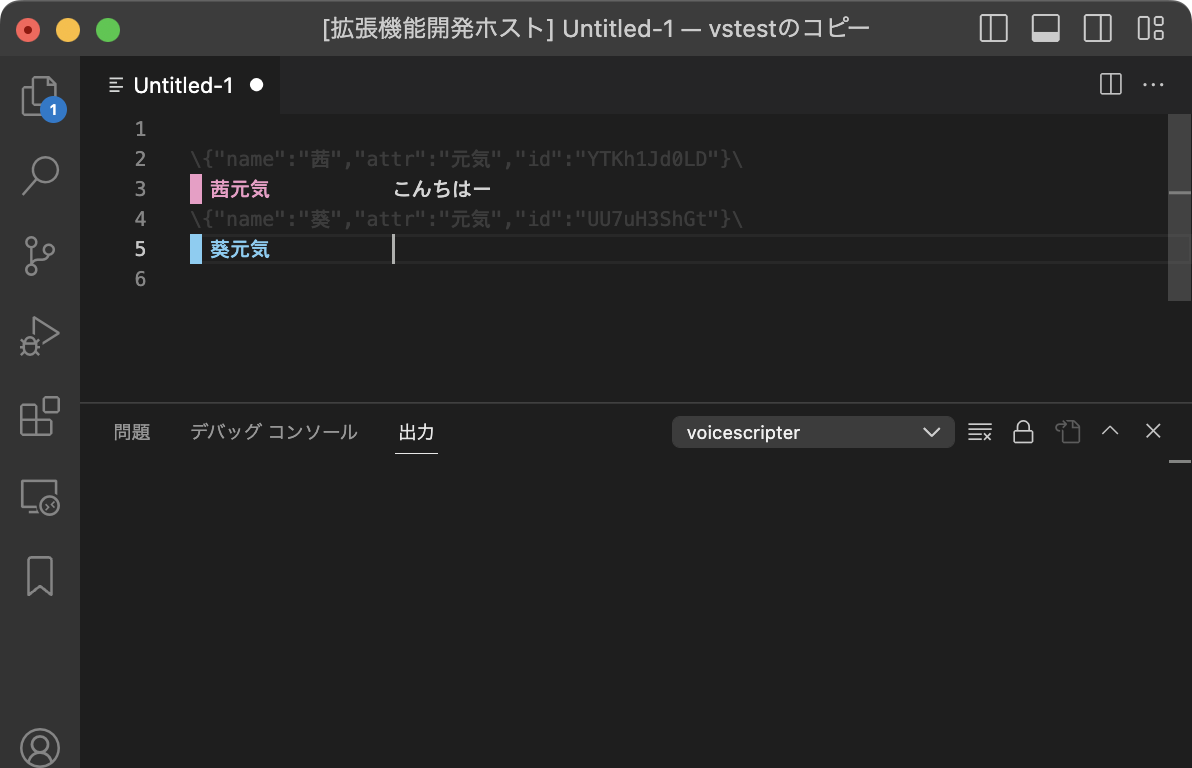 [拡張機能開発ホスト] Untitled-1 — vstestのコピー
1
Untitled-1
1
2 \{"name":"茜","attr":"元気","id":"YTKh1Jd0LD"}\
3 茜元気 こんちはー
4 \{"name":"葵","attr":"元気","id":"UU7uH3ShGt"}\
5 葵元気
6
問題 デバッグ コンソール 出力 voicescripter